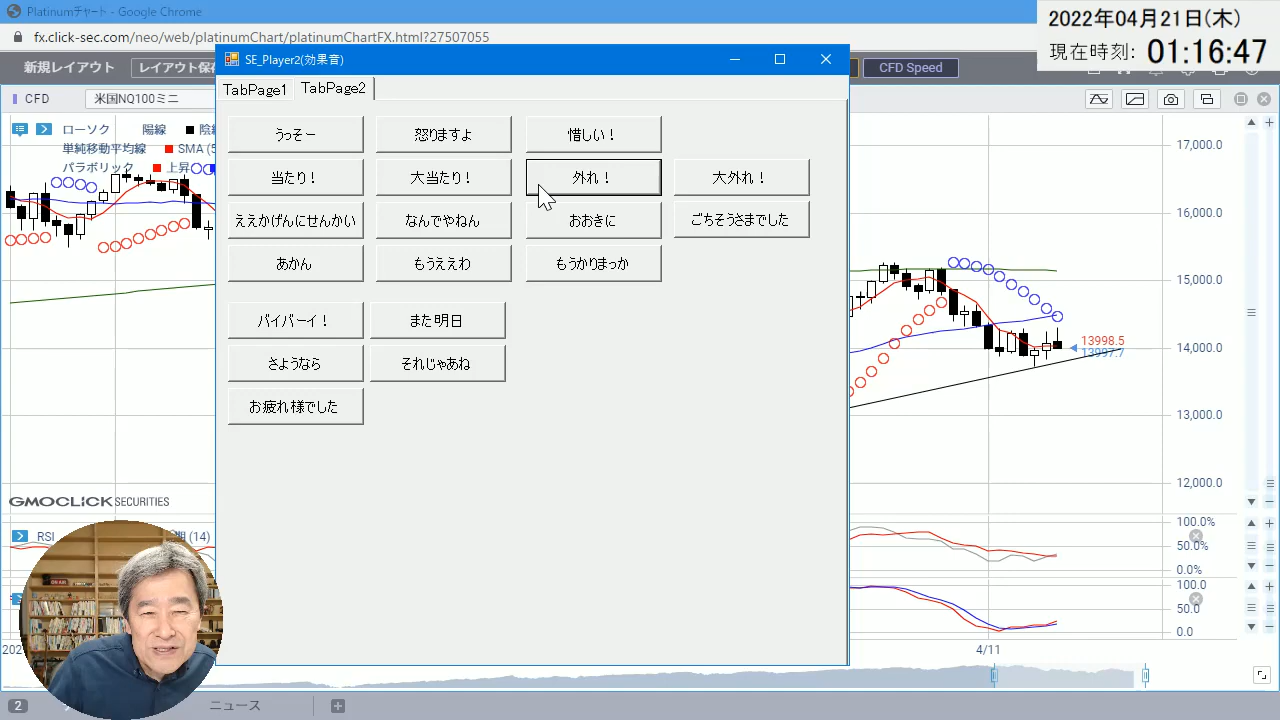 Platinumチャート - Google Chrome
2022年04月21日(木)
現在時刻: 01:16:47
fx.click-sec.com/neo/web/platinumChart/platinumChartFX.html?27507055
新規レイアウト
レイアウト保存
CFD Speed
SE_Player2(効果音)
TabPage1
TabPage2
CFD
米国NQ100ミニ
ローソク 陽線 陰線
単純移動平均線 SMA (5
パラボリック 上昇
うっそー
怒りますよ
惜しい！
当たり！
大当たり！
外れ！
大外れ！
ええかげんにせんかい
なんでやねん
おおきに
ごちそうさまでした
あかん
もうええわ
もうかりまっか
バイバーイ！
また明日
さようなら
それじゃあね
お疲れ様でした
17,000.0
16,000.0
15,000.0
14,000.0
13998.5
13997.7
13,000.0
12,000.0
GMOCLICK SECURITIES
RSI
(14)
100.0%
50.0%
0.0%
100.0
50.0
0.0
4/11
2
ニュース